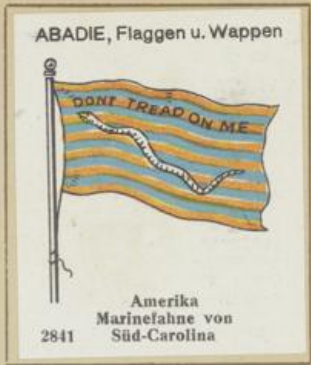 ABADIE, Flaggen u. Wappen
DONT TREAD ON ME
Amerika
Marinefahne von
2841 Süd-Carolina